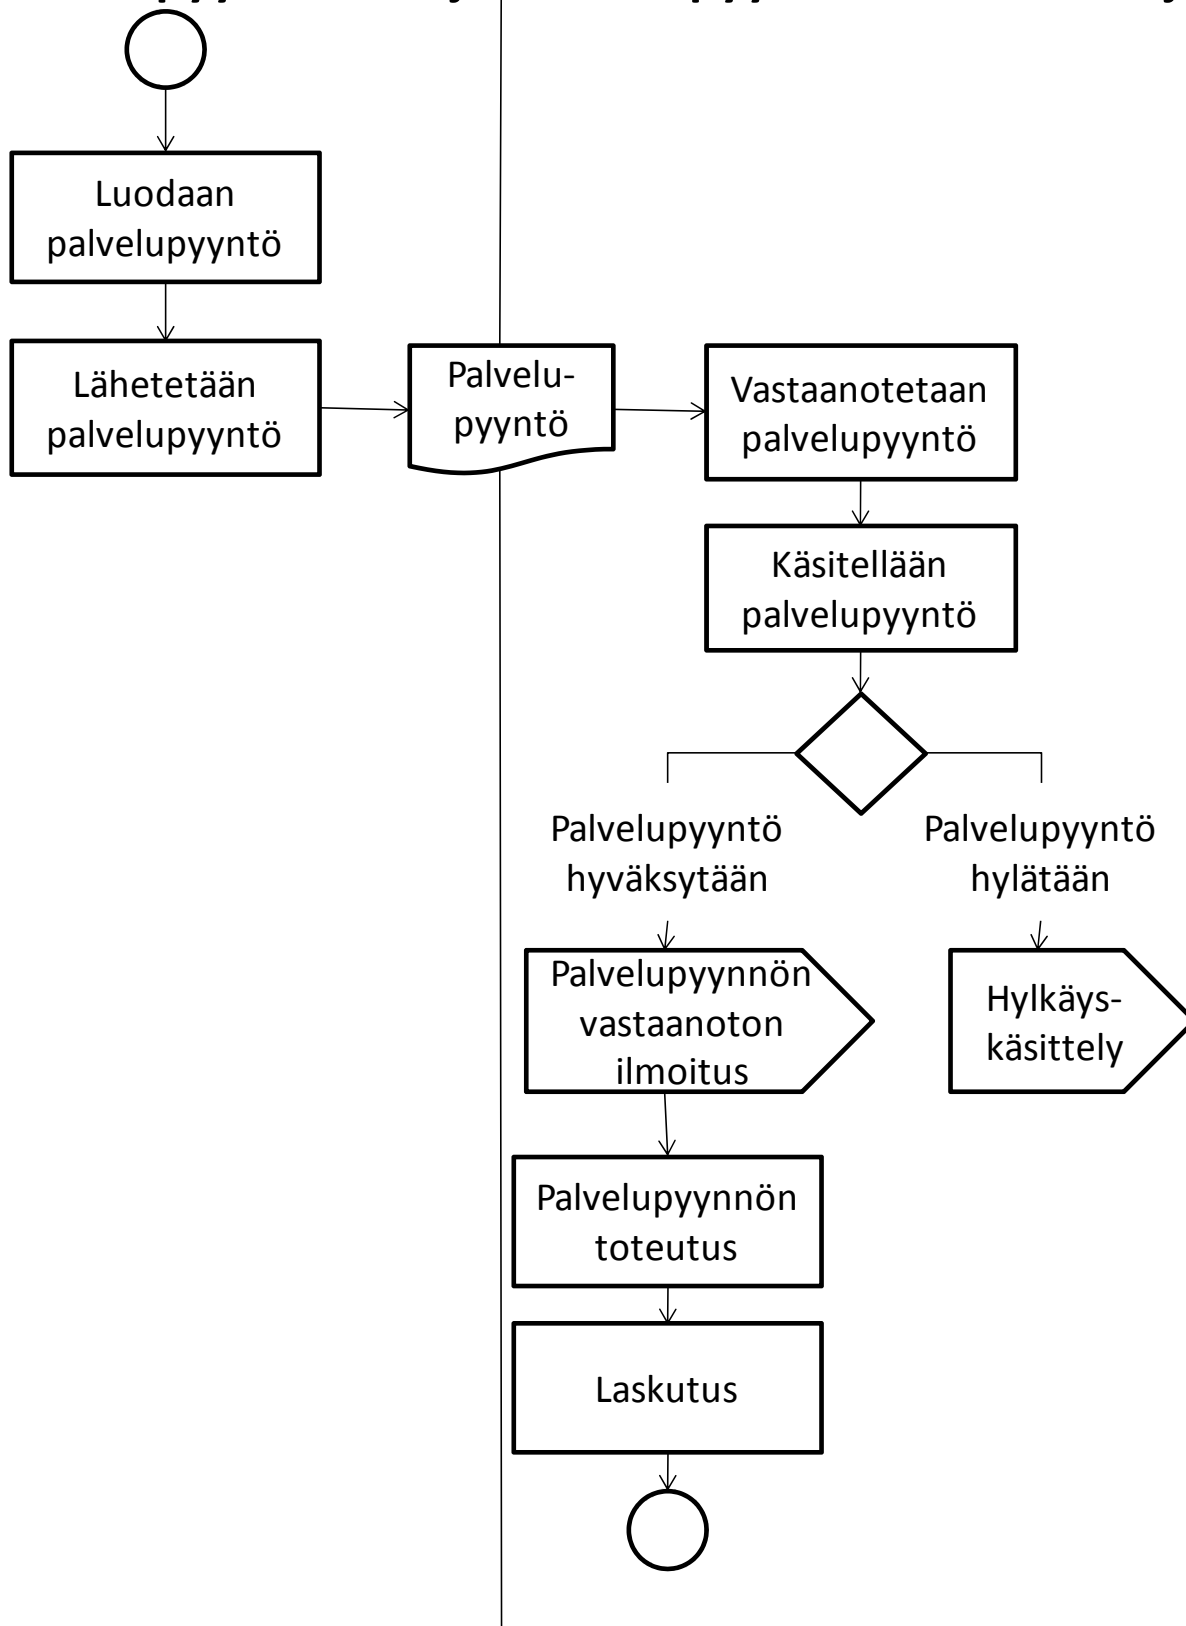 Luodaan
palvelupyyntö
Lähetetään
palvelupyyntö
Palvelu-
pyyntö
Vastaanotetaan
palvelupyyntö
Käsitellään
palvelupyyntö
Palvelupyyntö
hyväksytään
Palvelupyyntö
hylätään
Palvelupyynnön
vastaanoton
ilmoitus
Hylkäys-
käsittely
Palvelupyynnön
toteutus
Laskutus